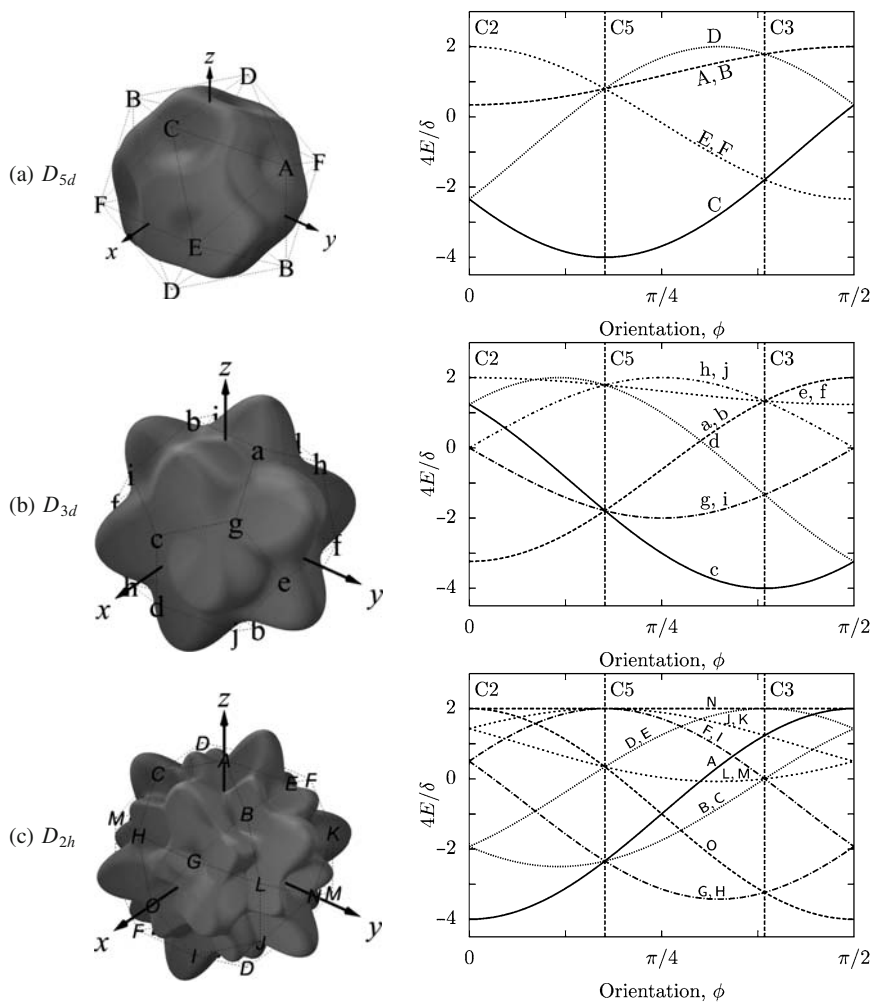 (a) D5d
z
D
B
C
A
F
F
x
E
y
B
D
C2 C5 C3
2
0
−2
−4
4E/δ
D
A, B
E, F
C
0 π/4 π/2
Orientation, ϕ
(b) D3d
z
b
a
i
h
g
c
f
x
e
y
d
j b
C2 C5 C3
2
0
−2
−4
4E/δ
h, j
e, f
a, b
d
g, i
c
0 π/4 π/2
Orientation, ϕ
(c) D2h
z
D A
C
E F
M
B
H
K
G
L
O
N M
x
F
y
I
J
D
C2 C5 C3
2
0
−2
−4
4E/δ
N
J, K
D, E
F, I
A
L, M
B, C
O
G, H
0 π/4 π/2
Orientation, ϕ